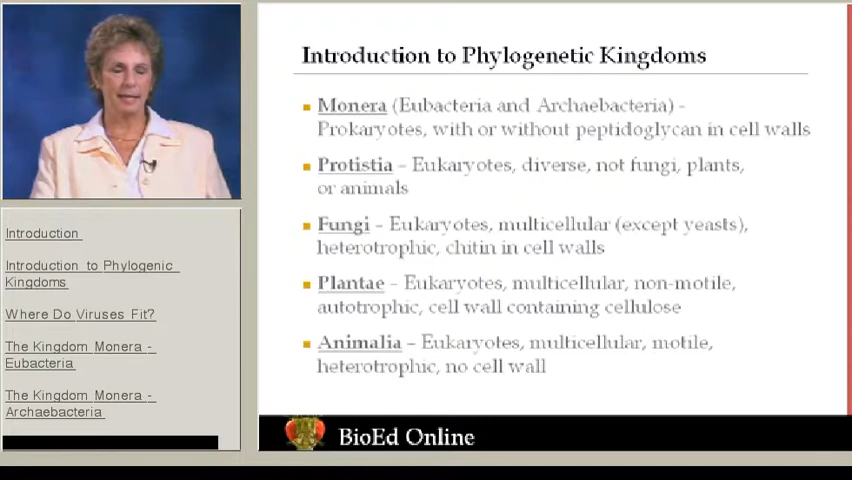 Introduction to Phylogenetic Kingdoms
Monera (Eubacteria and Archaebacteria) -
Prokaryotes, with or without peptidoglycan in cell walls
Protistia – Eukaryotes, diverse, not fungi, plants,
or animals
Fungi – Eukaryotes, multicellular (except yeasts),
heterotrophic, chitin in cell walls
Plantae – Eukaryotes, multicellular, non-motile,
autotrophic, cell wall containing cellulose
Animalia – Eukaryotes, multicellular, motile,
heterotrophic, no cell wall
Introduction
Introduction to Phylogenic
Kingdoms
Where Do Viruses Fit?
The Kingdom Monera -
Eubacteria
The Kingdom Monera -
Archaebacteria
BioEd Online